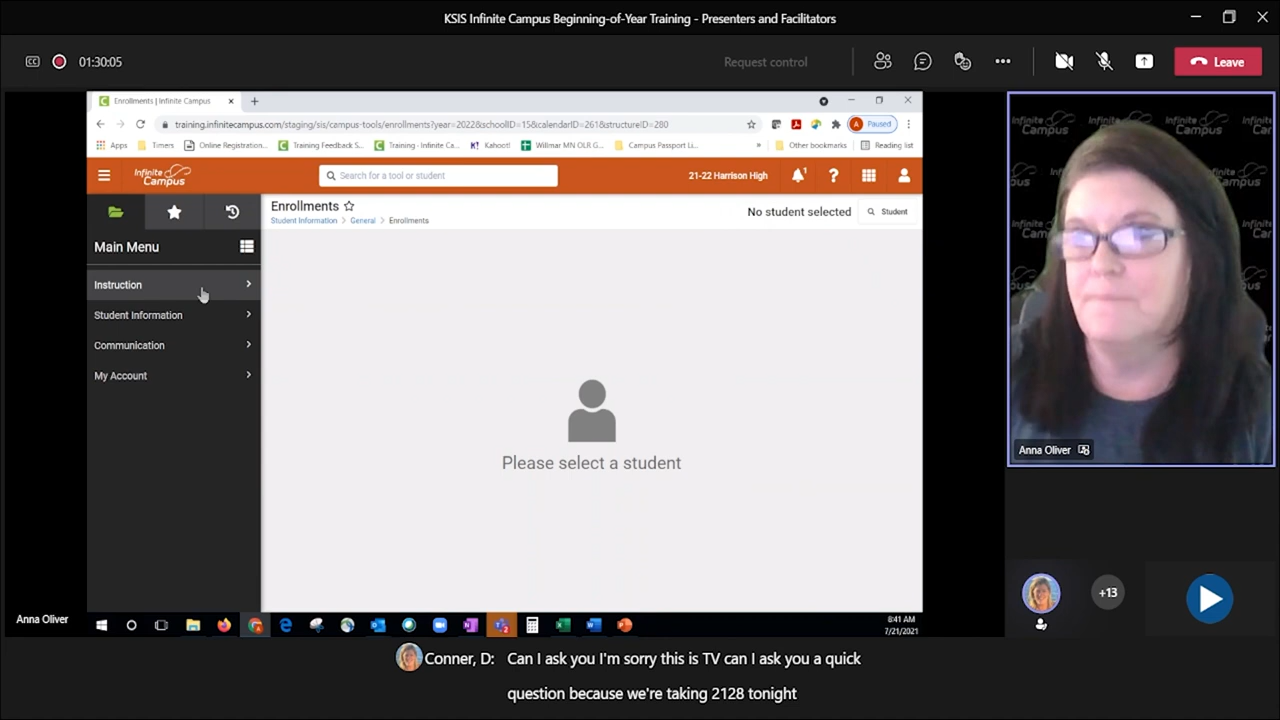 KSIS Infinite Campus Beginning-of-Year Training - Presenters and Facilitators
CC
01:30:05
Request control
Leave
Enrollments | Infinite Campus
training.infinitecampus.com/staging/sis/campus-tools/enrollments?year=2022&schoolID=15&calendarID=261&structureID=280
A Paused
Apps
Timers
Online Registration...
Training Feedback S...
Training - Infinite Ca...
K! Kahoot!
Willmar MN OLR G...
Campus Passport Li...
»
Other bookmarks
Reading list
Infinite Campus
Search for a tool or student
21-22 Harrison High
1
?
Enrollments
Student Information > General > Enrollments
No student selected
Student
Main Menu
Instruction
Student Information
Communication
My Account
Please select a student
Infinite Campus
Anna Oliver
+13
Anna Oliver
8:41 AM
7/21/2021
Conner, D: Can I ask you I'm sorry this is TV can I ask you a quick
question because we're taking 2128 tonight